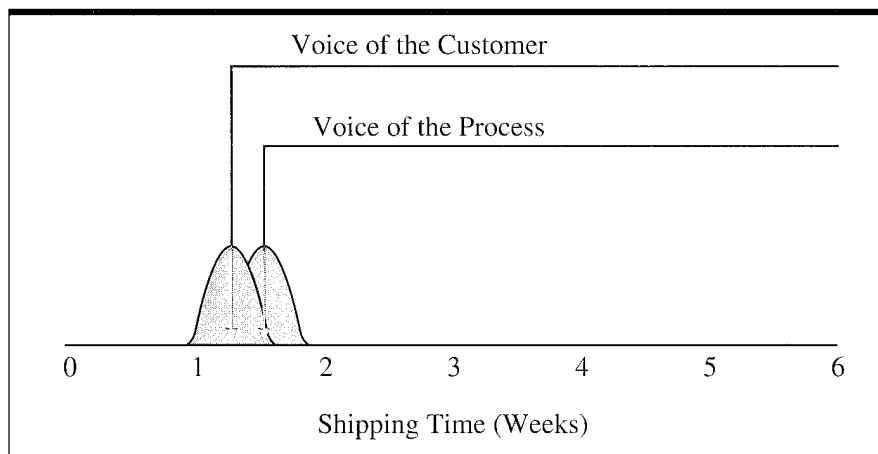 Voice of the Customer
Voice of the Process
0 1 2 3 4 5 6
Shipping Time (Weeks)